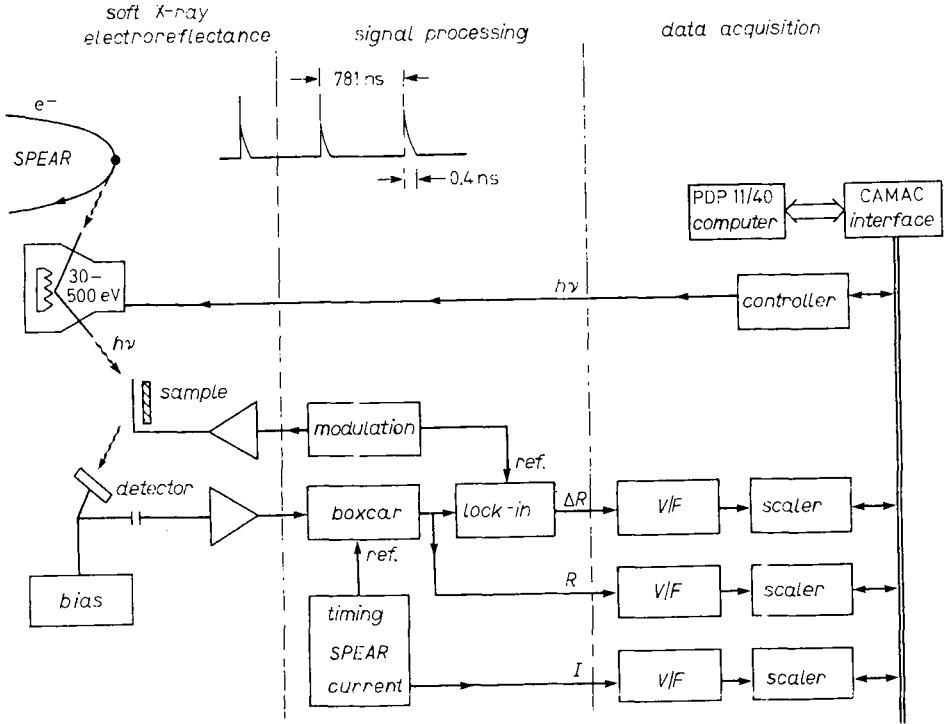 soft X-ray
electroreflectance
signal processing
data acquisition
781 ns
e⁻
SPEAR
0.4 ns
PDP 11/40
computer
CAMAC
interface
30–
500 eV
hν
controller
hν
sample
modulation
ref.
detector
boxcar
lock-in
ΔR
V/F
scaler
ref.
bias
R
V/F
scaler
timing
SPEAR
current
I
V/F
scaler